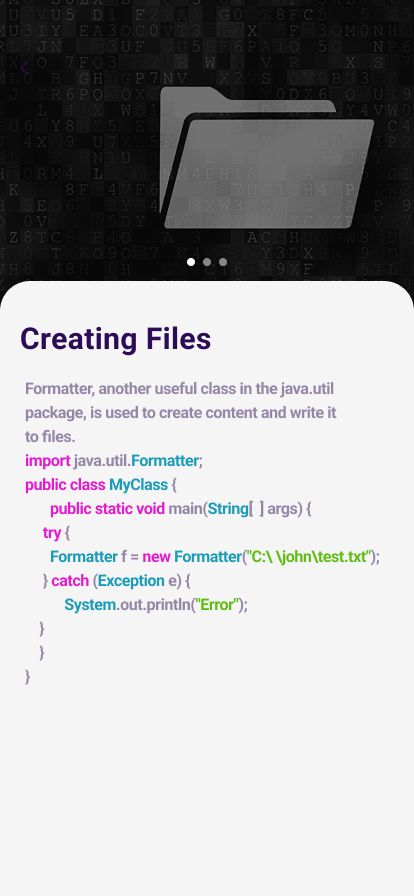 Creating Files
Formatter, another useful class in the java.util
package, is used to create content and write it
to files.
import java.util.Formatter;
public class MyClass {
public static void main(String[ ] args) {
try {
Formatter f = new Formatter("C:\ \john\test.txt");
} catch (Exception e) {
System.out.println("Error");
}
}
}